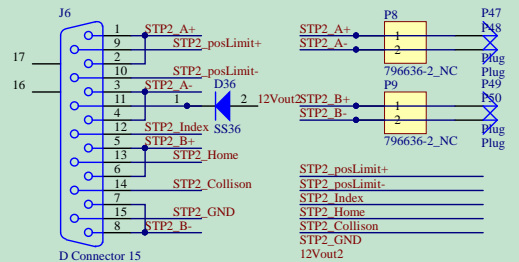 J6
1 STP2_A+
9 STP2_posLimit+
2
17
10 STP2_posLimit-
16
3 STP2_A-
11 1 D36 2 12Vout2
SS36
4
12 STP2_Index
5 STP2_B+
13 STP2_Home
6
14 STP2_Collison
7
15 STP2_GND
8 STP2_B-
D Connector 15
P8
P47
STP2_A+ 1 P48
STP2_A- 2
Plug
796636-2_NC Plug
P9 P49
STP2_B+ 1 P50
STP2_B- 2
Plug
796636-2_NC Plug
STP2_posLimit+
STP2_posLimit-
STP2_Index
STP2_Home
STP2_Collison
STP2_GND
12Vout2